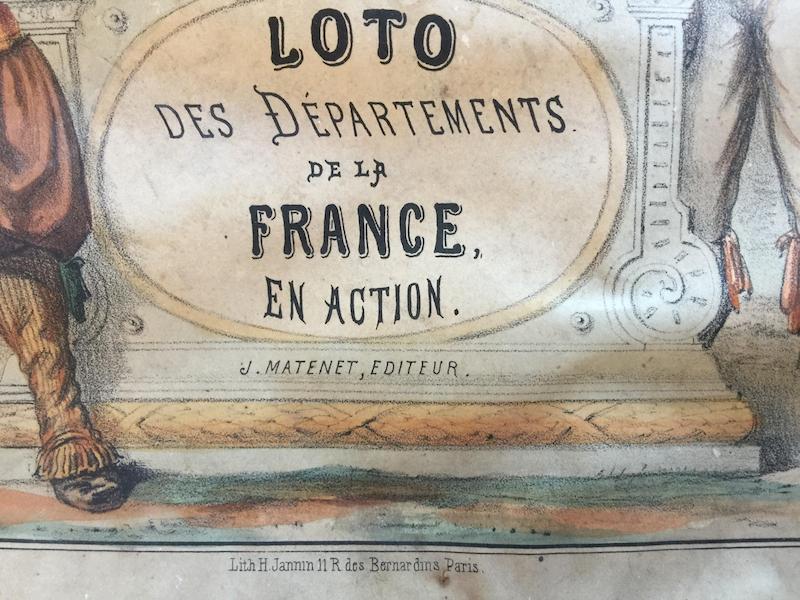 LOTO
DES DÉPARTEMENTS.
DE LA
FRANCE,
EN ACTION.
J. MATENET, EDITEUR.
Lith H. Jannin 11 R des Bernardins Paris.